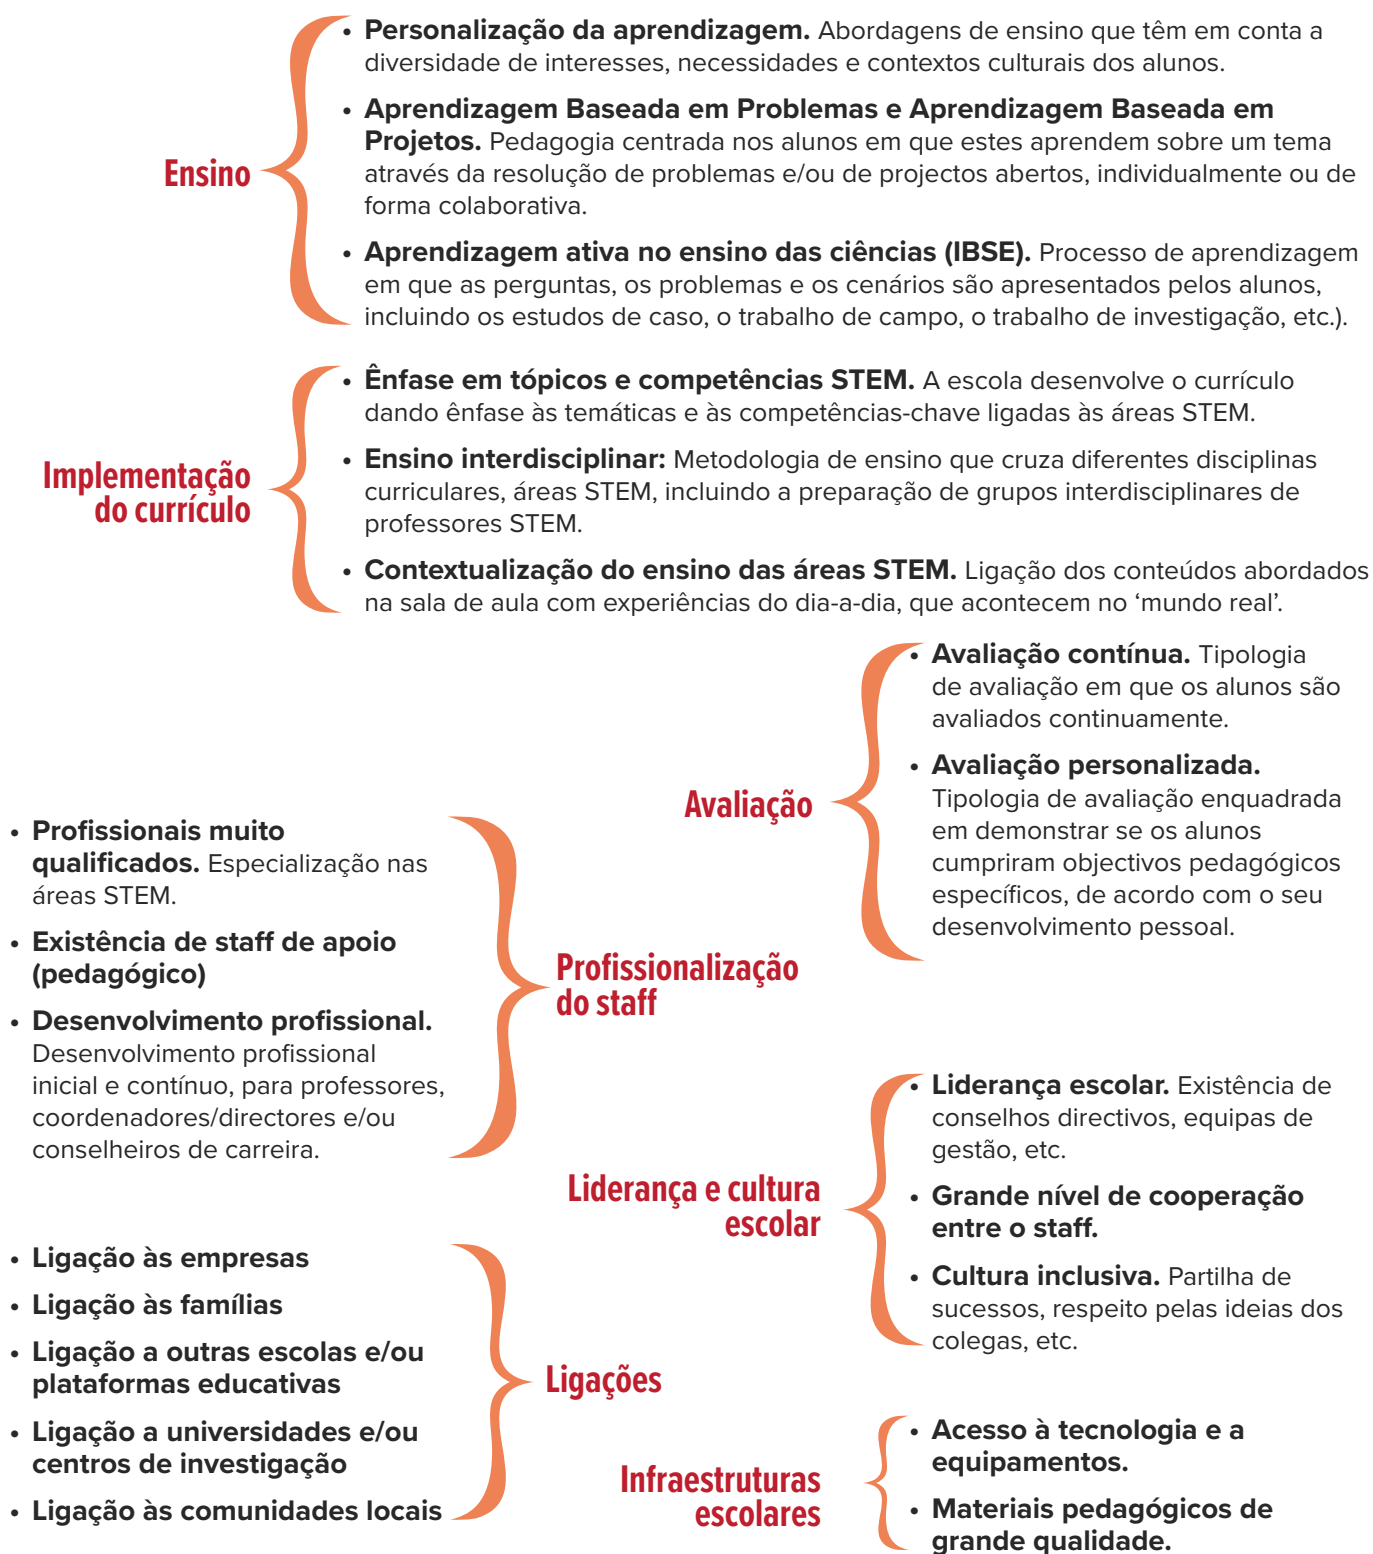 Ensino
• Personalização da aprendizagem. Abordagens de ensino que têm em conta a
diversidade de interesses, necessidades e contextos culturais dos alunos.
• Aprendizagem Baseada em Problemas e Aprendizagem Baseada em
Projetos. Pedagogia centrada nos alunos em que estes aprendem sobre um tema
através da resolução de problemas e/ou de projectos abertos, individualmente ou de
forma colaborativa.
• Aprendizagem ativa no ensino das ciências (IBSE). Processo de aprendizagem
em que as perguntas, os problemas e os cenários são apresentados pelos alunos,
incluindo os estudos de caso, o trabalho de campo, o trabalho de investigação, etc.).
Implementação
do currículo
• Ênfase em tópicos e competências STEM. A escola desenvolve o currículo
dando ênfase às temáticas e às competências-chave ligadas às áreas STEM.
• Ensino interdisciplinar: Metodologia de ensino que cruza diferentes disciplinas
curriculares, áreas STEM, incluindo a preparação de grupos interdisciplinares de
professores STEM.
• Contextualização do ensino das áreas STEM. Ligação dos conteúdos abordados
na sala de aula com experiências do dia-a-dia, que acontecem no ‘mundo real’.
Avaliação
• Avaliação contínua. Tipologia
de avaliação em que os alunos são
avaliados continuamente.
• Avaliação personalizada.
Tipologia de avaliação enquadrada
em demonstrar se os alunos
cumpriram objectivos pedagógicos
específicos, de acordo com o seu
desenvolvimento pessoal.
• Profissionais muito
qualificados. Especialização nas
áreas STEM.
• Existência de staff de apoio
(pedagógico)
• Desenvolvimento profissional.
Desenvolvimento profissional
inicial e contínuo, para professores,
coordenadores/directores e/ou
conselheiros de carreira.
Profissionalização
do staff
Liderança e cultura
escolar
• Liderança escolar. Existência de
conselhos directivos, equipas de
gestão, etc.
• Grande nível de cooperação
entre o staff.
• Cultura inclusiva. Partilha de
sucessos, respeito pelas ideias dos
colegas, etc.
• Ligação às empresas
• Ligação às famílias
• Ligação a outras escolas e/ou
plataformas educativas
• Ligação a universidades e/ou
centros de investigação
• Ligação às comunidades locais
Ligações
Infraestruturas
escolares
• Acesso à tecnologia e a
equipamentos.
• Materiais pedagógicos de
grande qualidade.